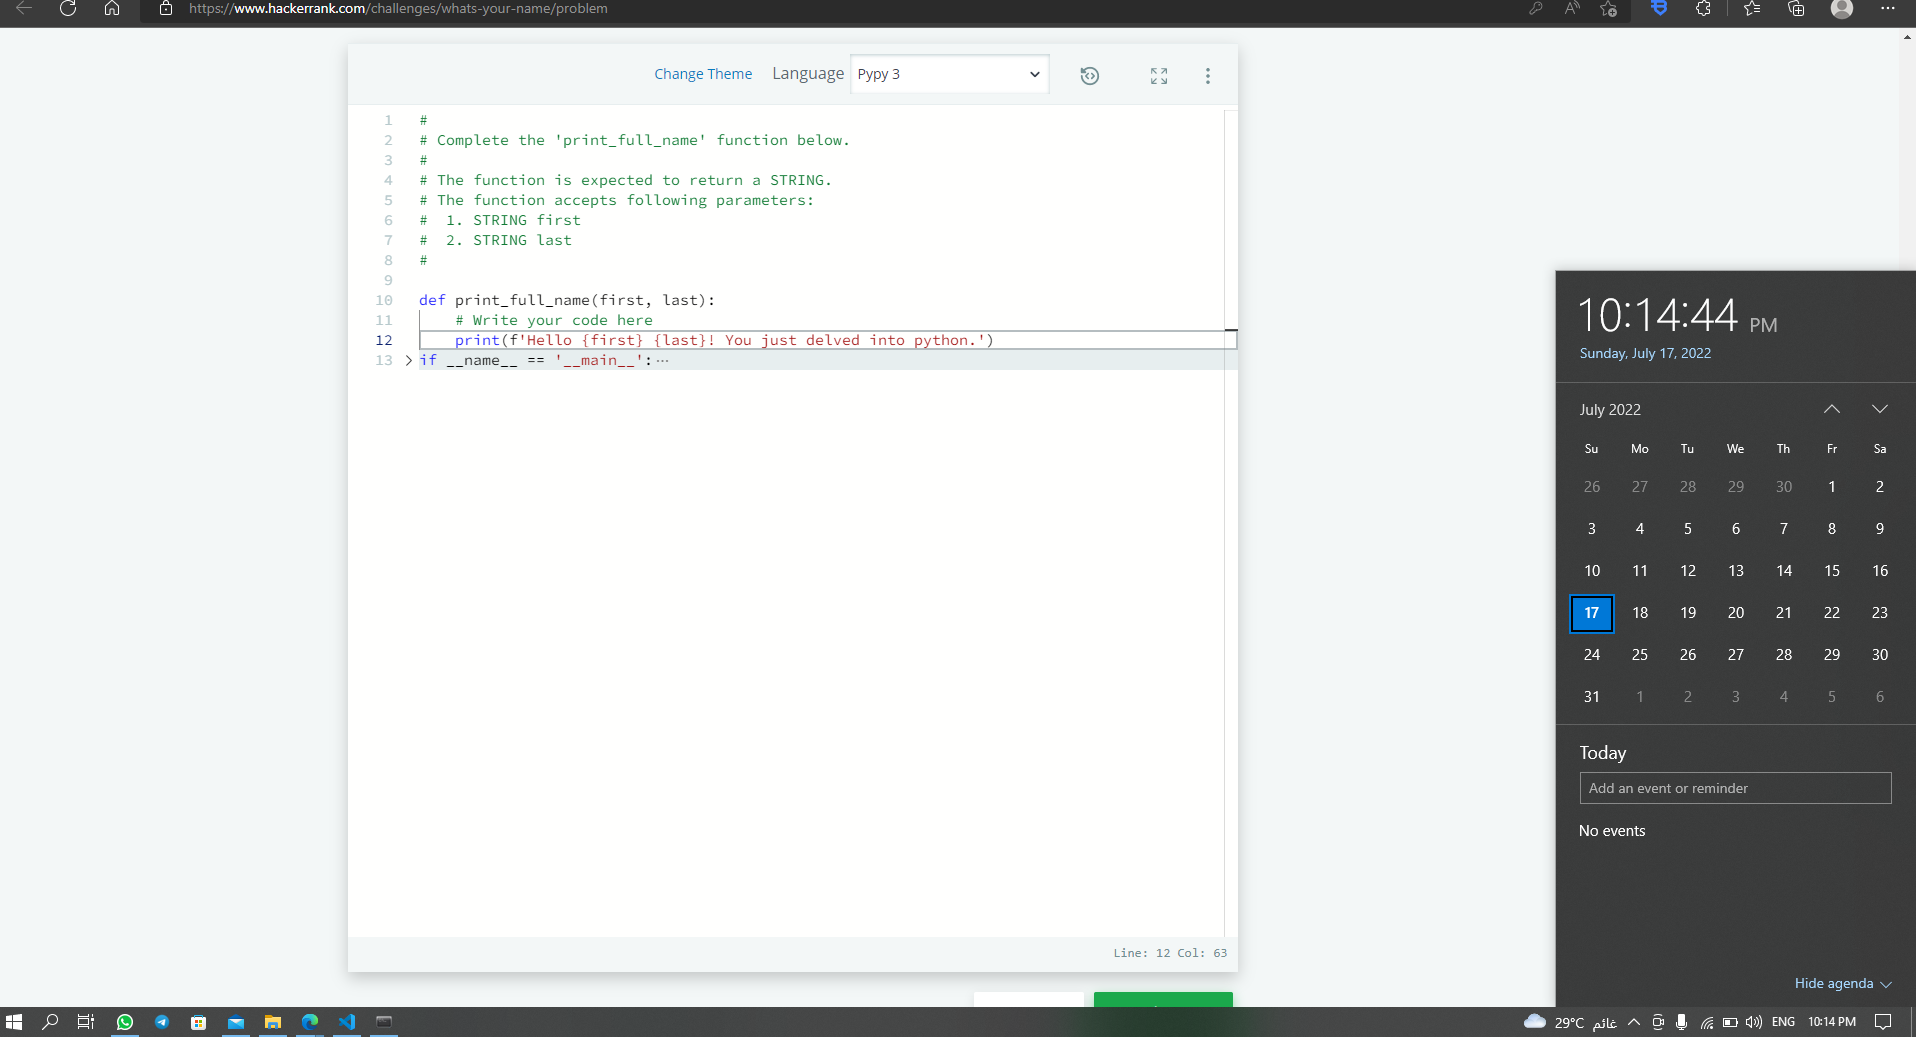 https://www.hackerrank.com/challenges/whats-your-name/problem
Change Theme Language Pypy 3
1 #
2 # Complete the 'print_full_name' function below.
3 #
4 # The function is expected to return a STRING.
5 # The function accepts following parameters:
6 #  1. STRING first
7 #  2. STRING last
8 #
9
10 def print_full_name(first, last):
11     # Write your code here
12     print(f'Hello {first} {last}! You just delved into python.')
13 if __name__ == '__main__':
Line: 12 Col: 63
10:14:44 PM
Sunday, July 17, 2022
July 2022
Su Mo Tu We Th Fr Sa
26 27 28 29 30 1 2
3 4 5 6 7 8 9
10 11 12 13 14 15 16
17 18 19 20 21 22 23
24 25 26 27 28 29 30
31 1 2 3 4 5 6
Today
Add an event or reminder
No events
Hide agenda
29°C غائم ENG 10:14 PM